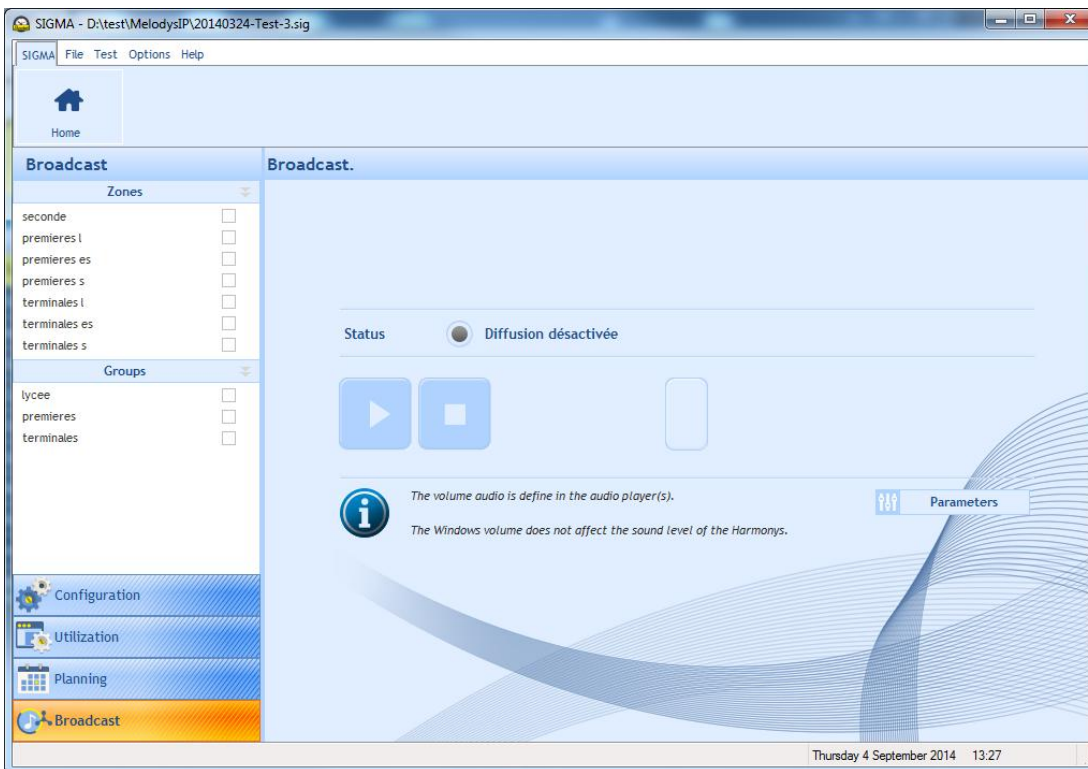 SIGMA - D:\test\MelodysIP\20140324-Test-3.sig
SIGMA File Test Options Help
Home
Broadcast
Broadcast.
Zones
seconde
premieres l
premieres es
premieres s
terminales l
terminales es
terminales s
Groups
lycee
premieres
terminales
Status Diffusion désactivée
The volume audio is define in the audio player(s).
The Windows volume does not affect the sound level of the Harmonys.
Parameters
Configuration
Utilization
Planning
Broadcast
Thursday 4 September 2014 13:27